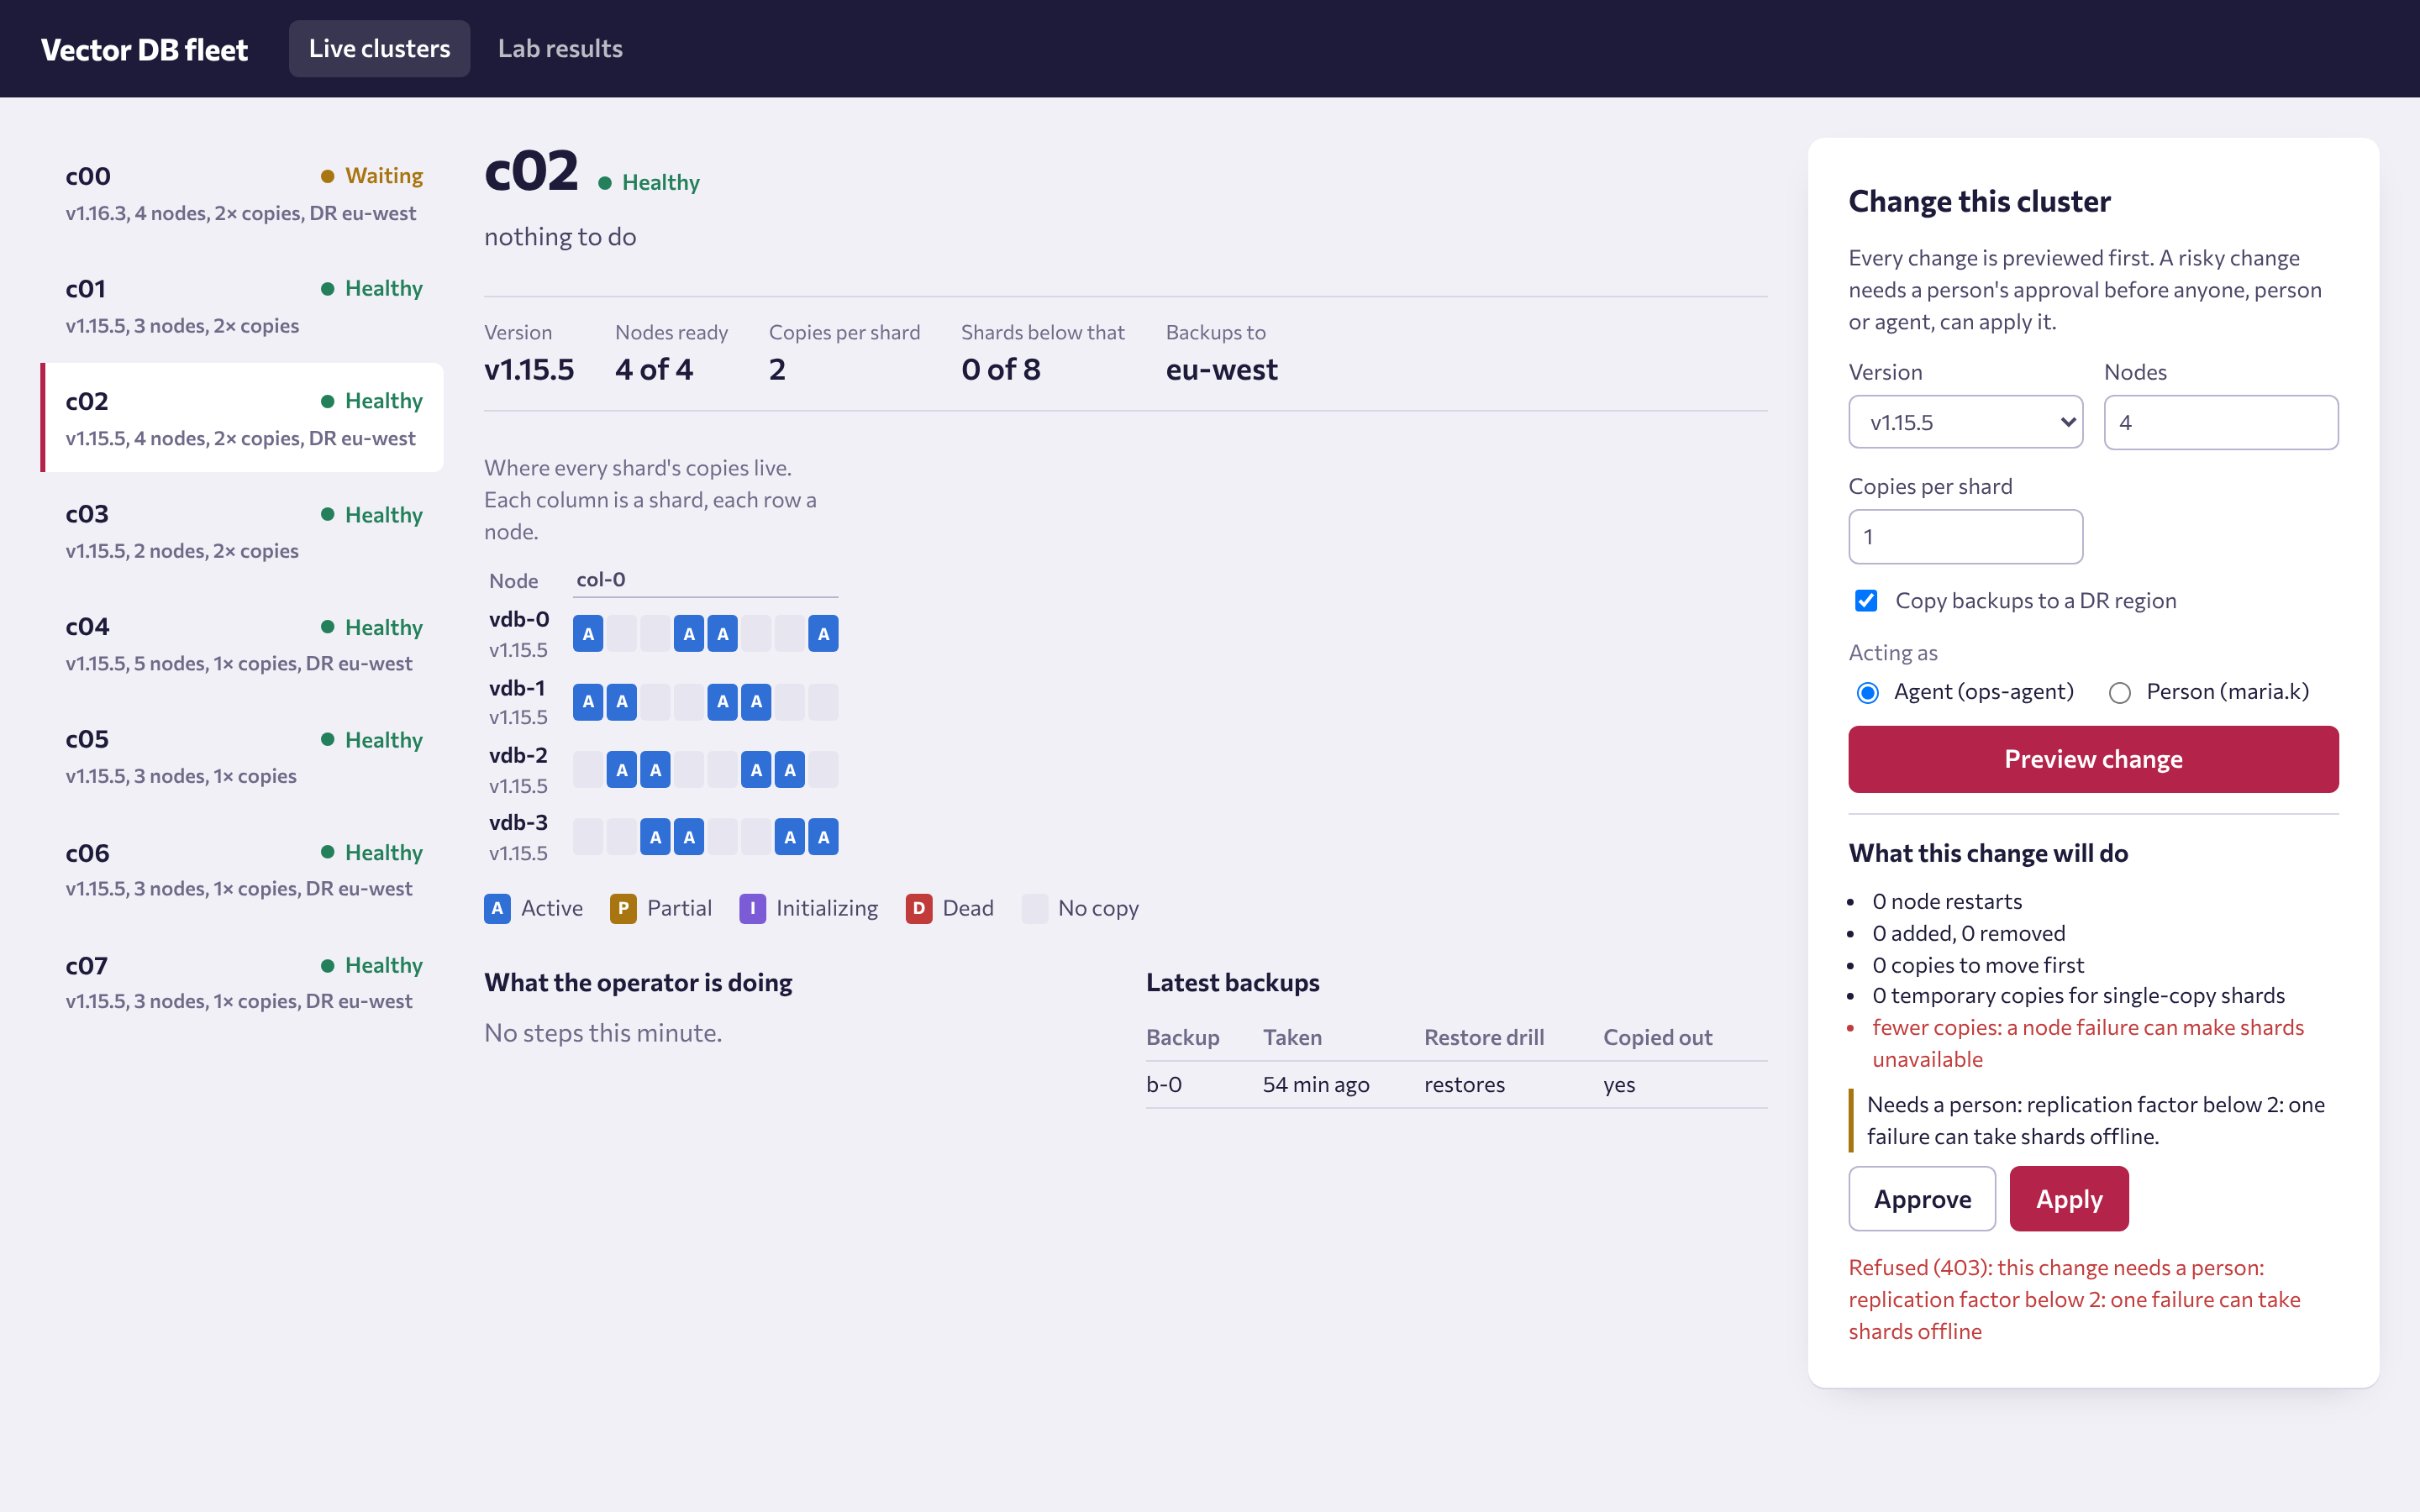 Vector DB fleet
Live clusters
Lab results
c00
Waiting
v1.16.3, 4 nodes, 2× copies, DR eu-west
c01
Healthy
v1.15.5, 3 nodes, 2× copies
c02
Healthy
v1.15.5, 4 nodes, 2× copies, DR eu-west
c03
Healthy
v1.15.5, 2 nodes, 2× copies
c04
Healthy
v1.15.5, 5 nodes, 1× copies, DR eu-west
c05
Healthy
v1.15.5, 3 nodes, 1× copies
c06
Healthy
v1.15.5, 3 nodes, 1× copies, DR eu-west
c07
Healthy
v1.15.5, 3 nodes, 1× copies, DR eu-west
c02 Healthy
nothing to do
Version Nodes ready Copies per shard Shards below that Backups to
v1.15.5 4 of 4 2 0 of 8 eu-west
Where every shard's copies live.
Each column is a shard, each row a
node.
Node col-0
vdb-0 A A A A
v1.15.5
vdb-1 A A A A
v1.15.5
vdb-2 A A A A
v1.15.5
vdb-3 A A A A
v1.15.5
A Active P Partial I Initializing D Dead No copy
What the operator is doing
No steps this minute.
Latest backups
Backup Taken Restore drill Copied out
b-0 54 min ago restores yes
Change this cluster
Every change is previewed first. A risky change
needs a person's approval before anyone, person
or agent, can apply it.
Version Nodes
v1.15.5 4
Copies per shard
1
Copy backups to a DR region
Acting as
Agent (ops-agent) Person (maria.k)
Preview change
What this change will do
• 0 node restarts
• 0 added, 0 removed
• 0 copies to move first
• 0 temporary copies for single-copy shards
• fewer copies: a node failure can make shards
unavailable
Needs a person: replication factor below 2: one
failure can take shards offline.
Approve Apply
Refused (403): this change needs a person:
replication factor below 2: one failure can take
shards offline